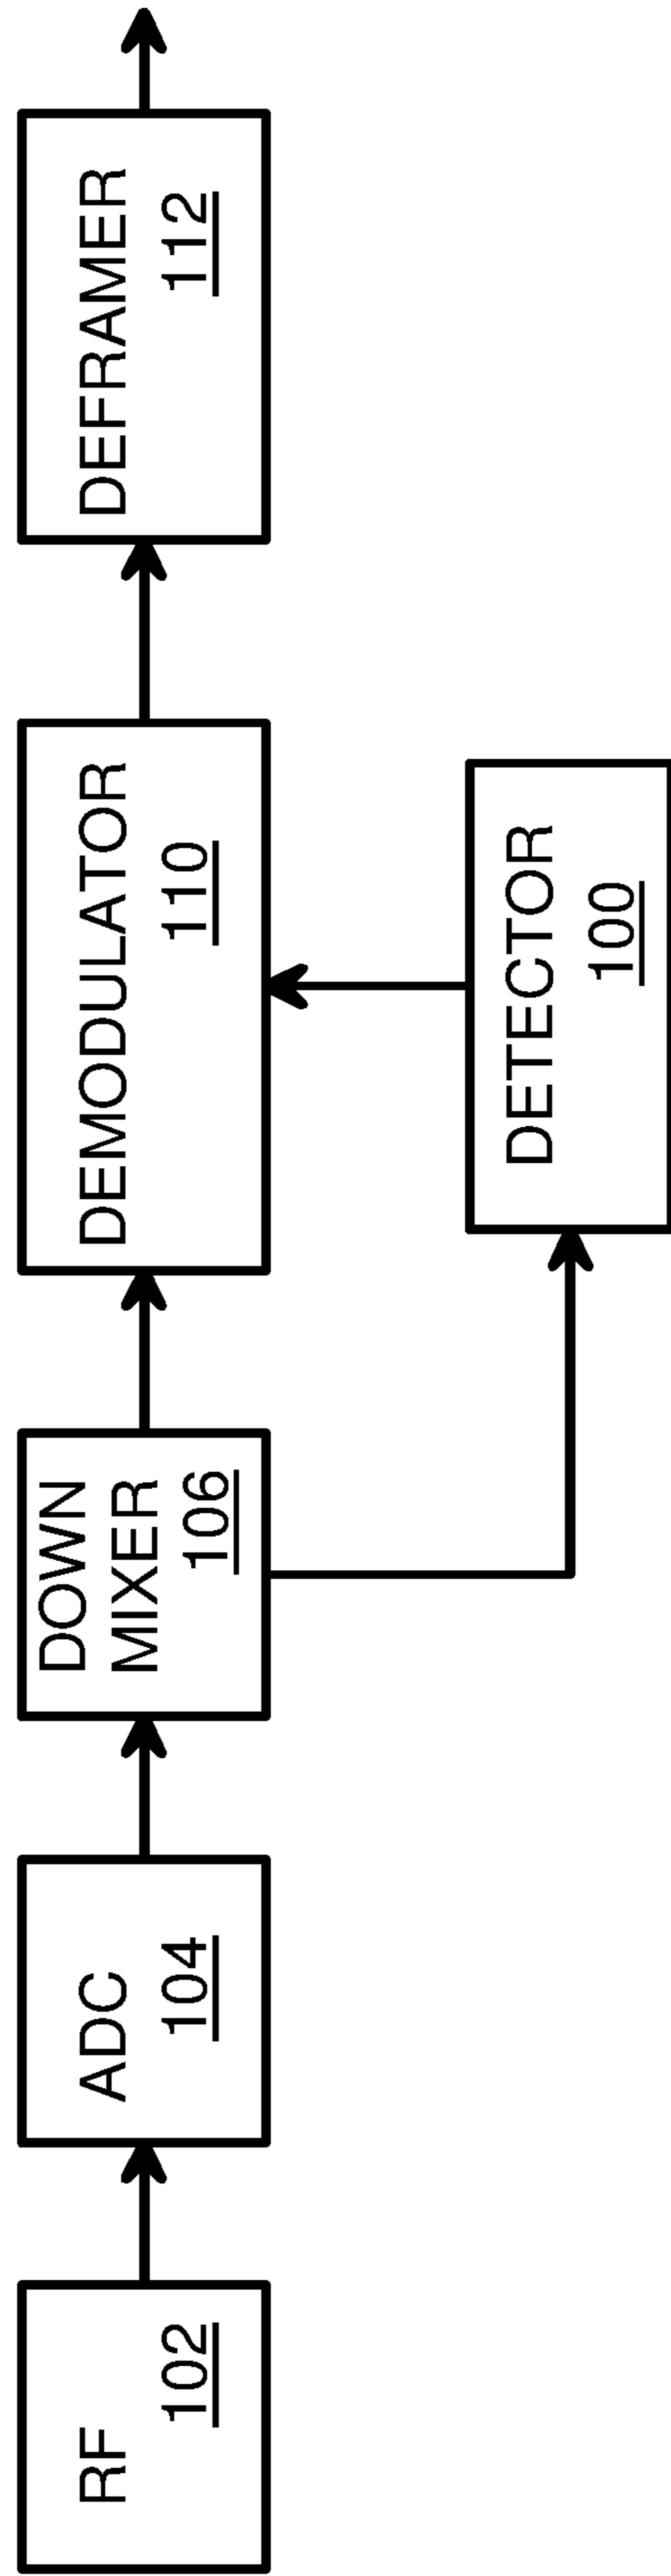 RF
102
ADC
104
DOWN
MIXER
106
DEMODULATOR
110
DEFRAMER
112
DETECTOR
100